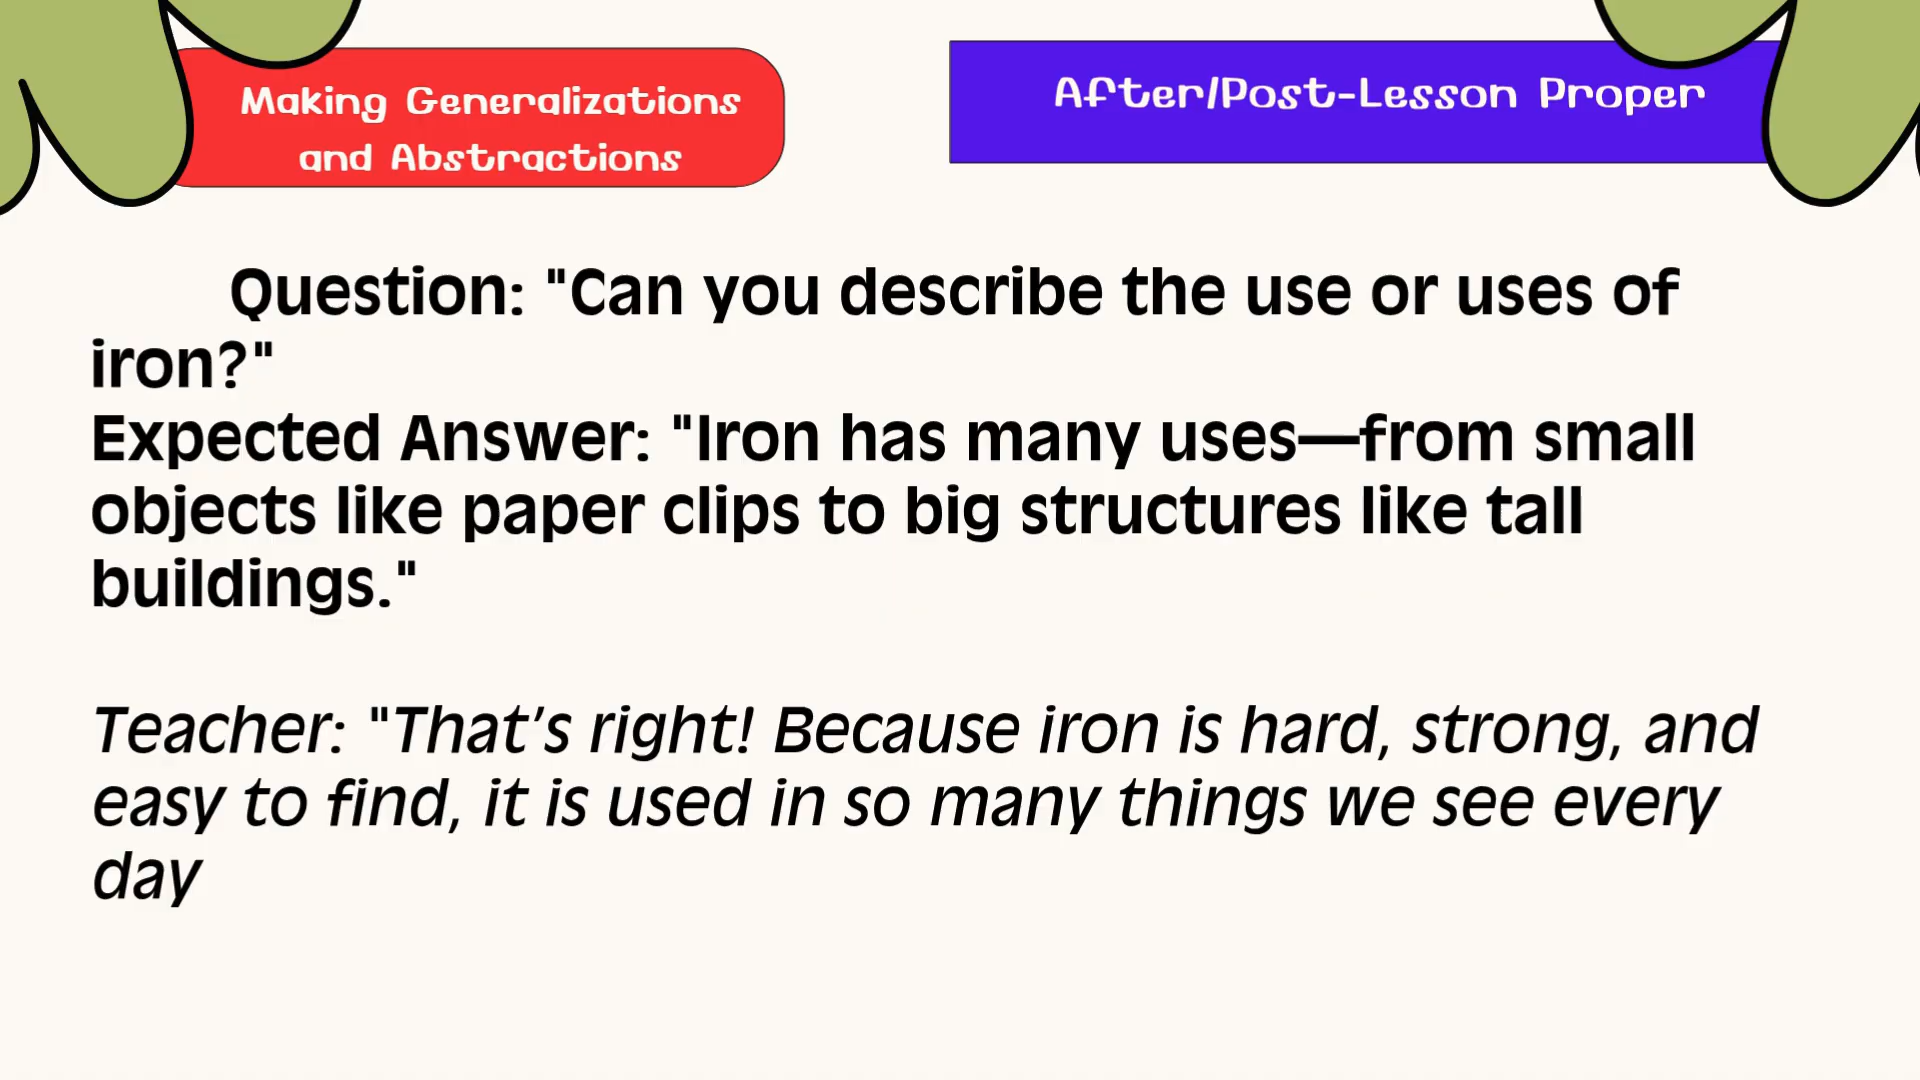 Making Generalizations
and Abstractions
After/Post-Lesson Proper
Question: "Can you describe the use or uses of
iron?"
Expected Answer: "Iron has many uses—from small
objects like paper clips to big structures like tall
buildings."
Teacher: "That’s right! Because iron is hard, strong, and
easy to find, it is used in so many things we see every
day